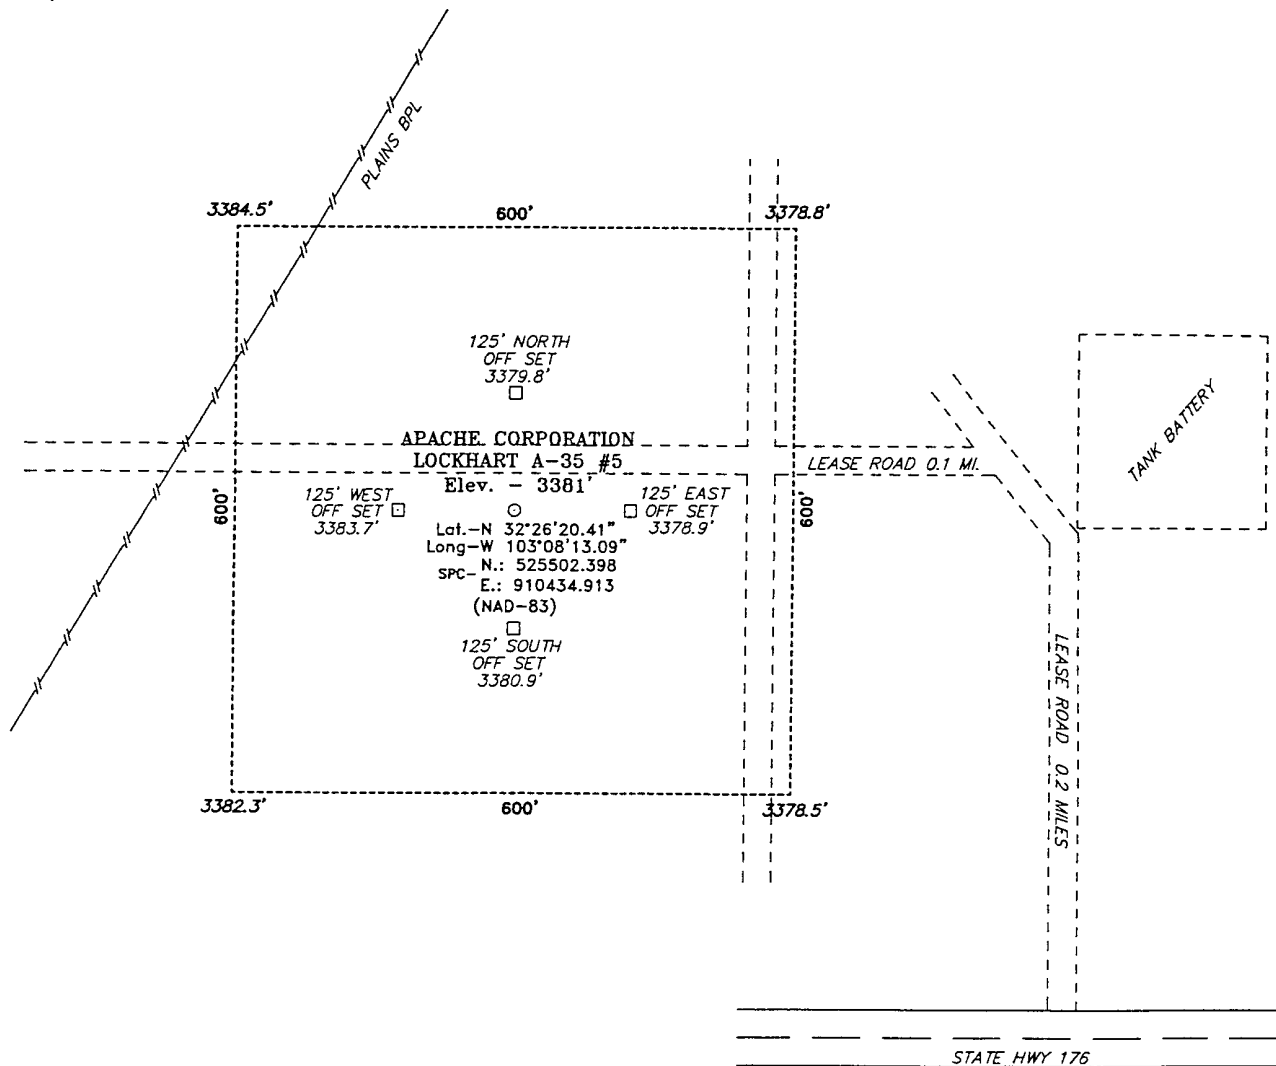 PLAINS BPL
3384.5'
600'
3378.8'
125' NORTH
OFF SET
3379.8'
TANK BATTERY
APACHE CORPORATION
LOCKHART A-35 #5
Elev. - 3381'
LEASE ROAD 0.1 MI.
600'
125' WEST
OFF SET
3383.7'
125' EAST
OFF SET
3378.9'
600'
Lat.-N 32°26'20.41"
Long-W 103°08'13.09"
SPC- N.: 525502.398
E.: 910434.913
(NAD-83)
125' SOUTH
OFF SET
3380.9'
LEASE ROAD 0.2 MILES
3382.3'
600'
3378.5'
STATE HWY 176